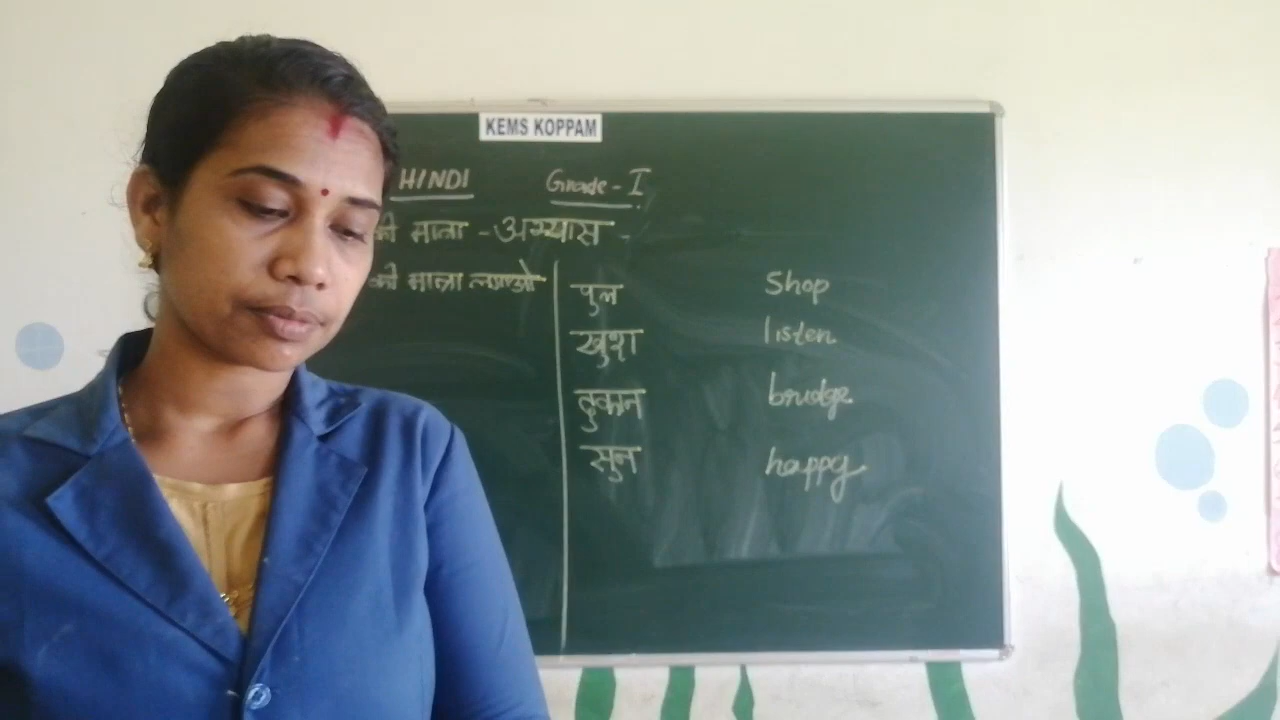 KEMS KOPPAM
HINDI Grade - I
की मात्रा - अभ्यास -
की मात्रा लगाओ
पुल Shop
खुश listen
दुकान bridge
सुन happy